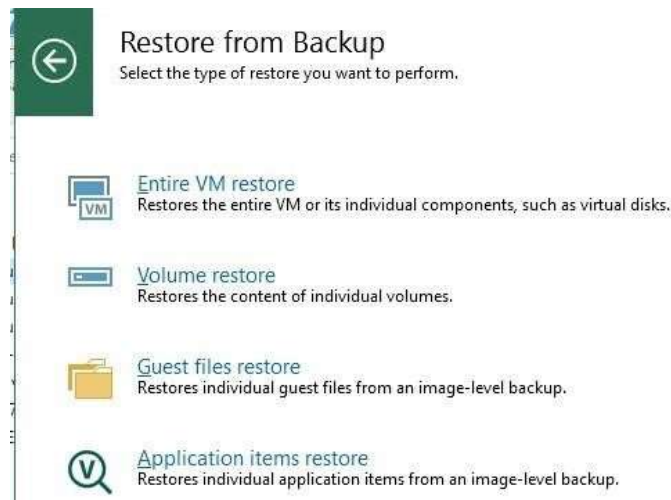 Restore from Backup
Select the type of restore you want to perform.
Entire VM restore
VM
Restores the entire VM or its individual components, such as virtual disks.
Volume restore
Restores the content of individual volumes.
Guest files restore
Restores individual guest files from an image-level backup.
Application items restore
V
Restores individual application items from an image-level backup.